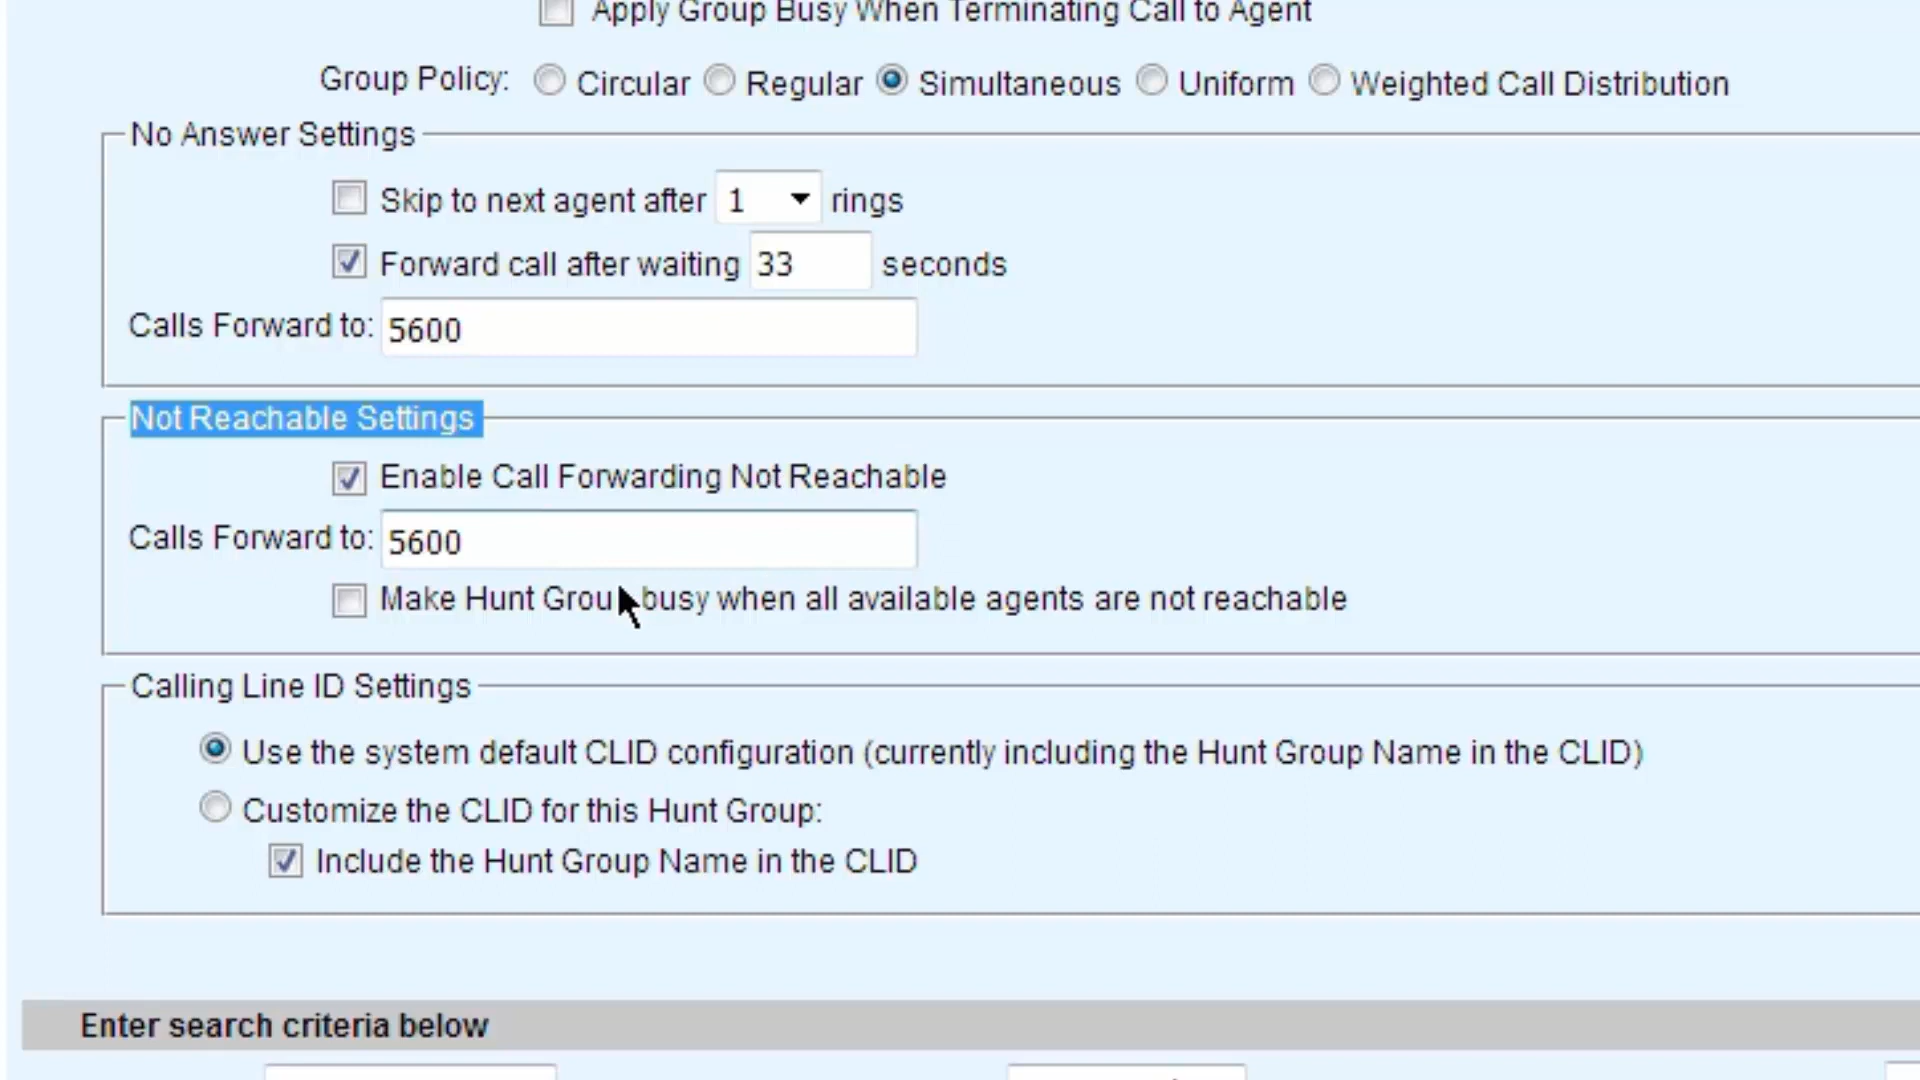 Apply Group Busy When Terminating Call to Agent
Group Policy: Circular Regular Simultaneous Uniform Weighted Call Distribution
No Answer Settings
Skip to next agent after 1 rings
Forward call after waiting 33 seconds
Calls Forward to: 5600
Not Reachable Settings
Enable Call Forwarding Not Reachable
Calls Forward to: 5600
Make Hunt Grou busy when all available agents are not reachable
Calling Line ID Settings
Use the system default CLID configuration (currently including the Hunt Group Name in the CLID)
Customize the CLID for this Hunt Group:
Include the Hunt Group Name in the CLID
Enter search criteria below